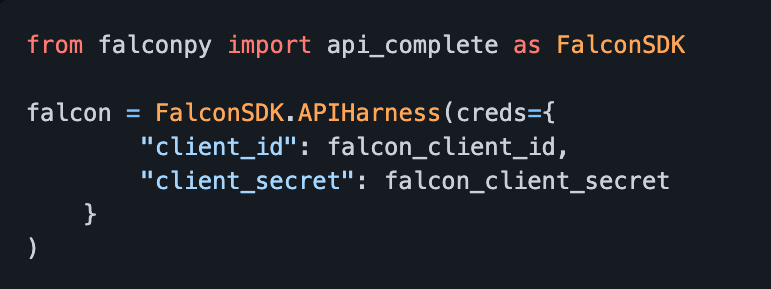 from falconpy import api_complete as FalconSDK

falcon = FalconSDK.APIHarness(creds={
        "client_id": falcon_client_id,
        "client_secret": falcon_client_secret
    }
)